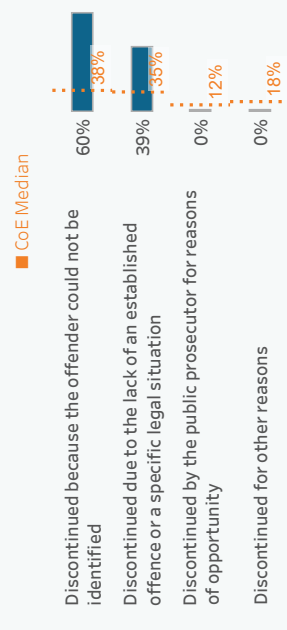 CoE Median
Discontinued because the offender could not be
identified
60%
38%
Discontinued due to the lack of an established
offence or a specific legal situation
39%
35%
Discontinued by the public prosecutor for reasons
of opportunity
0%
12%
Discontinued for other reasons
0%
18%